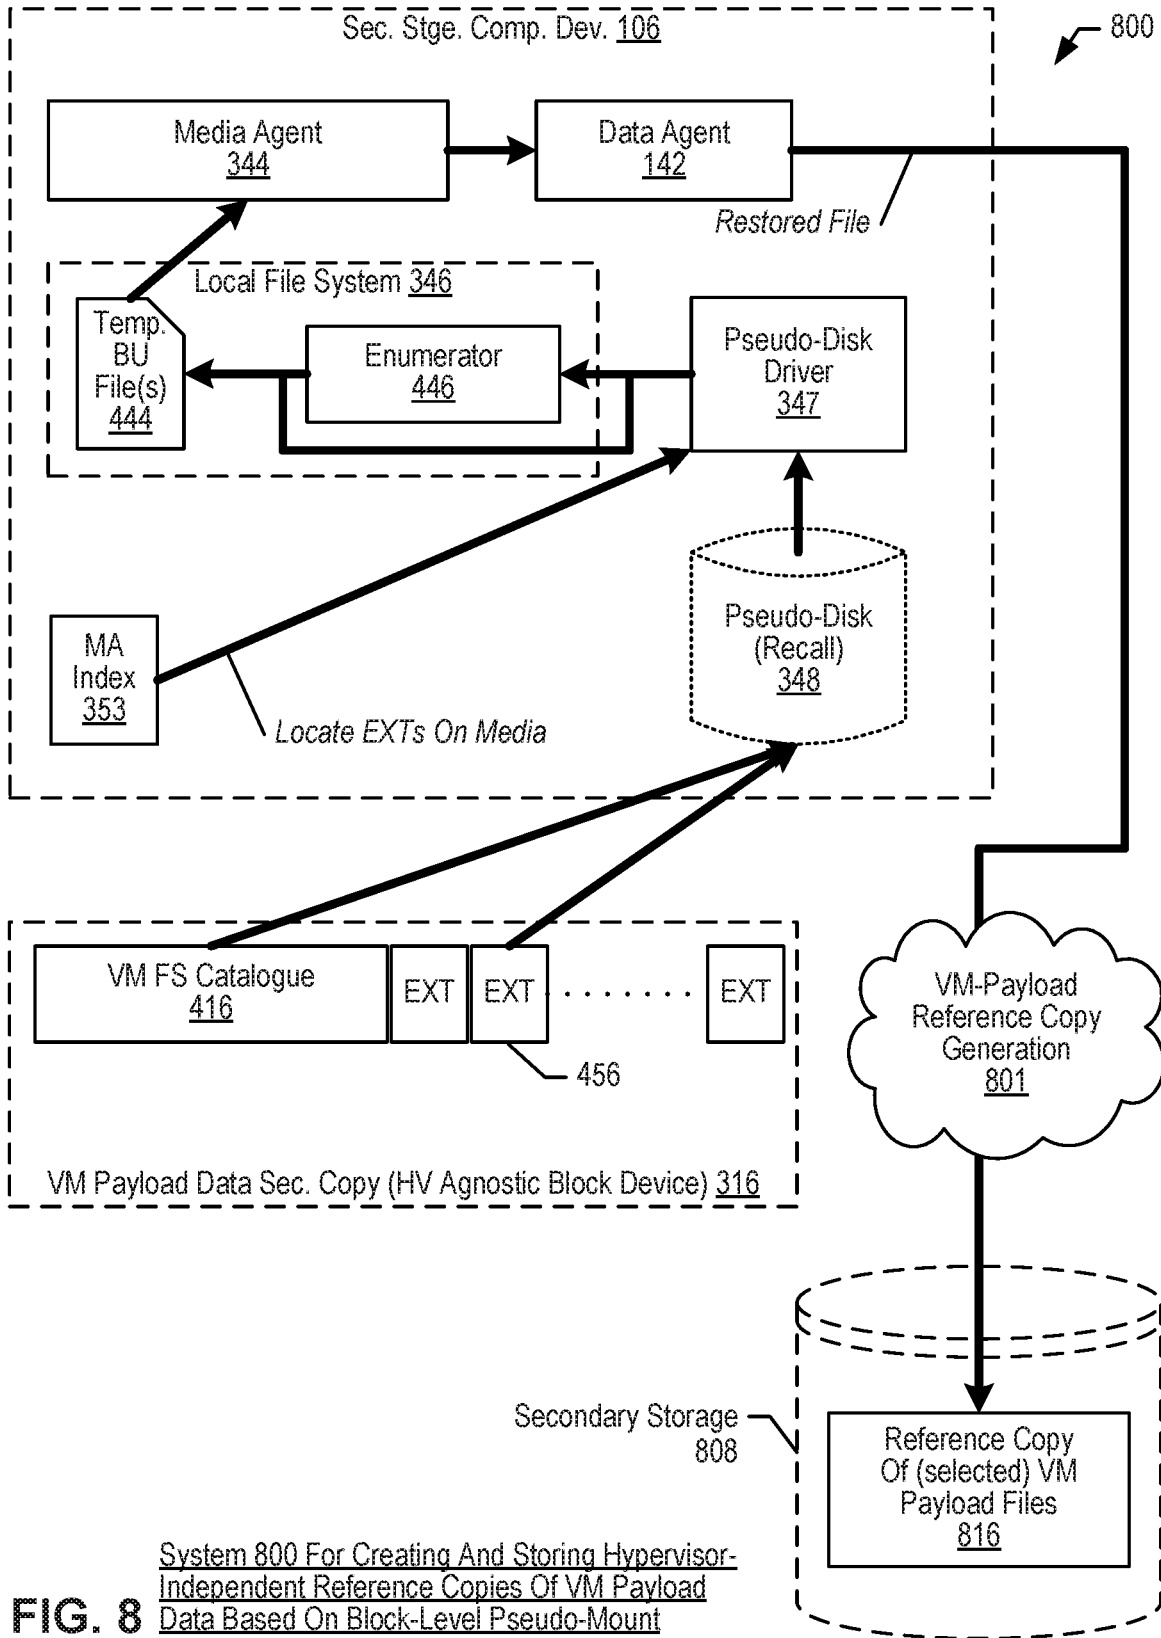 Sec. Stge. Comp. Dev. 106
800
Media Agent
344
Data Agent
142
Restored File
Local File System 346
Temp.
BU
File(s)
444
Enumerator
446
Pseudo-Disk
Driver
347
MA
Index
353
Locate EXTs On Media
Pseudo-Disk
(Recall)
348
VM FS Catalogue
416
EXT
EXT
. . . . . . . .
EXT
456
VM Payload Data Sec. Copy (HV Agnostic Block Device) 316
VM-Payload
Reference Copy
Generation
801
Secondary Storage
808
Reference Copy
Of (selected) VM
Payload Files
816
FIG. 8
System 800 For Creating And Storing Hypervisor-
Independent Reference Copies Of VM Payload
Data Based On Block-Level Pseudo-Mount